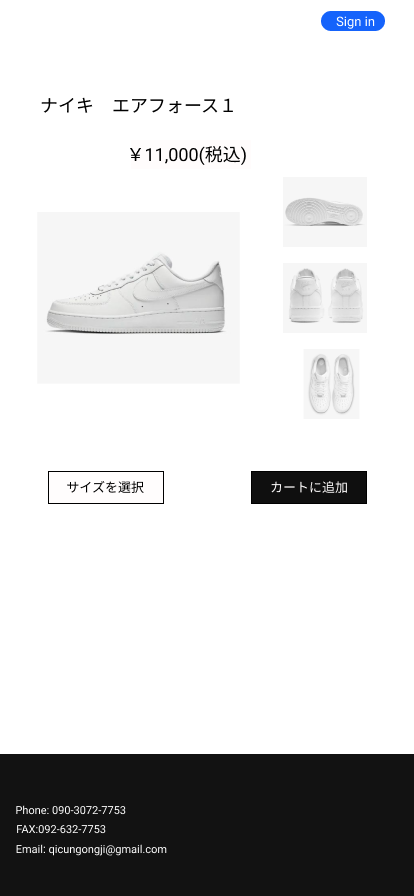 Sign in
ナイキ　エアフォース１
￥11,000(税込)
サイズを選択
カートに追加
Phone: 090-3072-7753
FAX:092-632-7753
Email: qicungongji@gmail.com